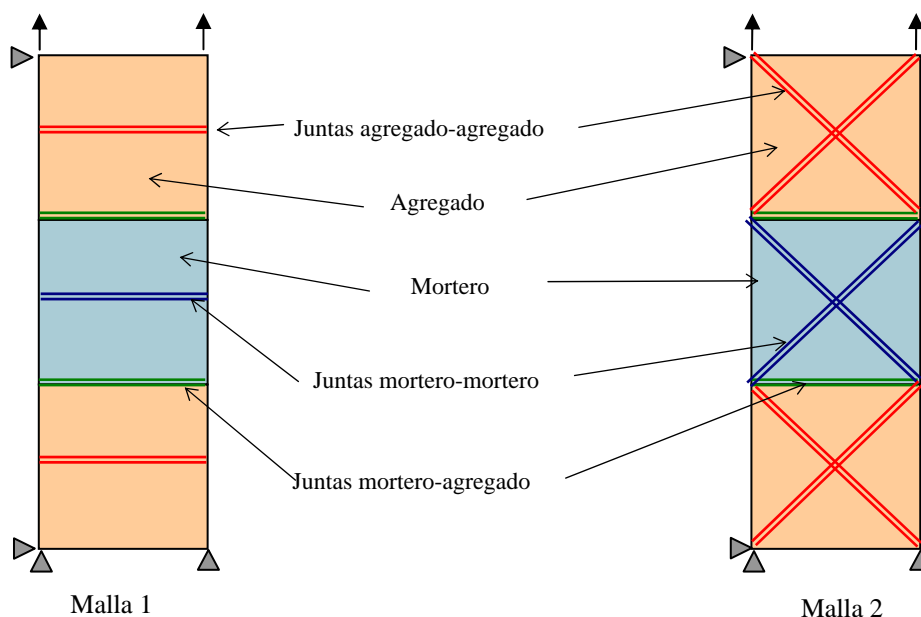 Juntas agregado-agregado
Agregado
Mortero
Juntas mortero-mortero
Juntas mortero-agregado
Malla 1
Malla 2